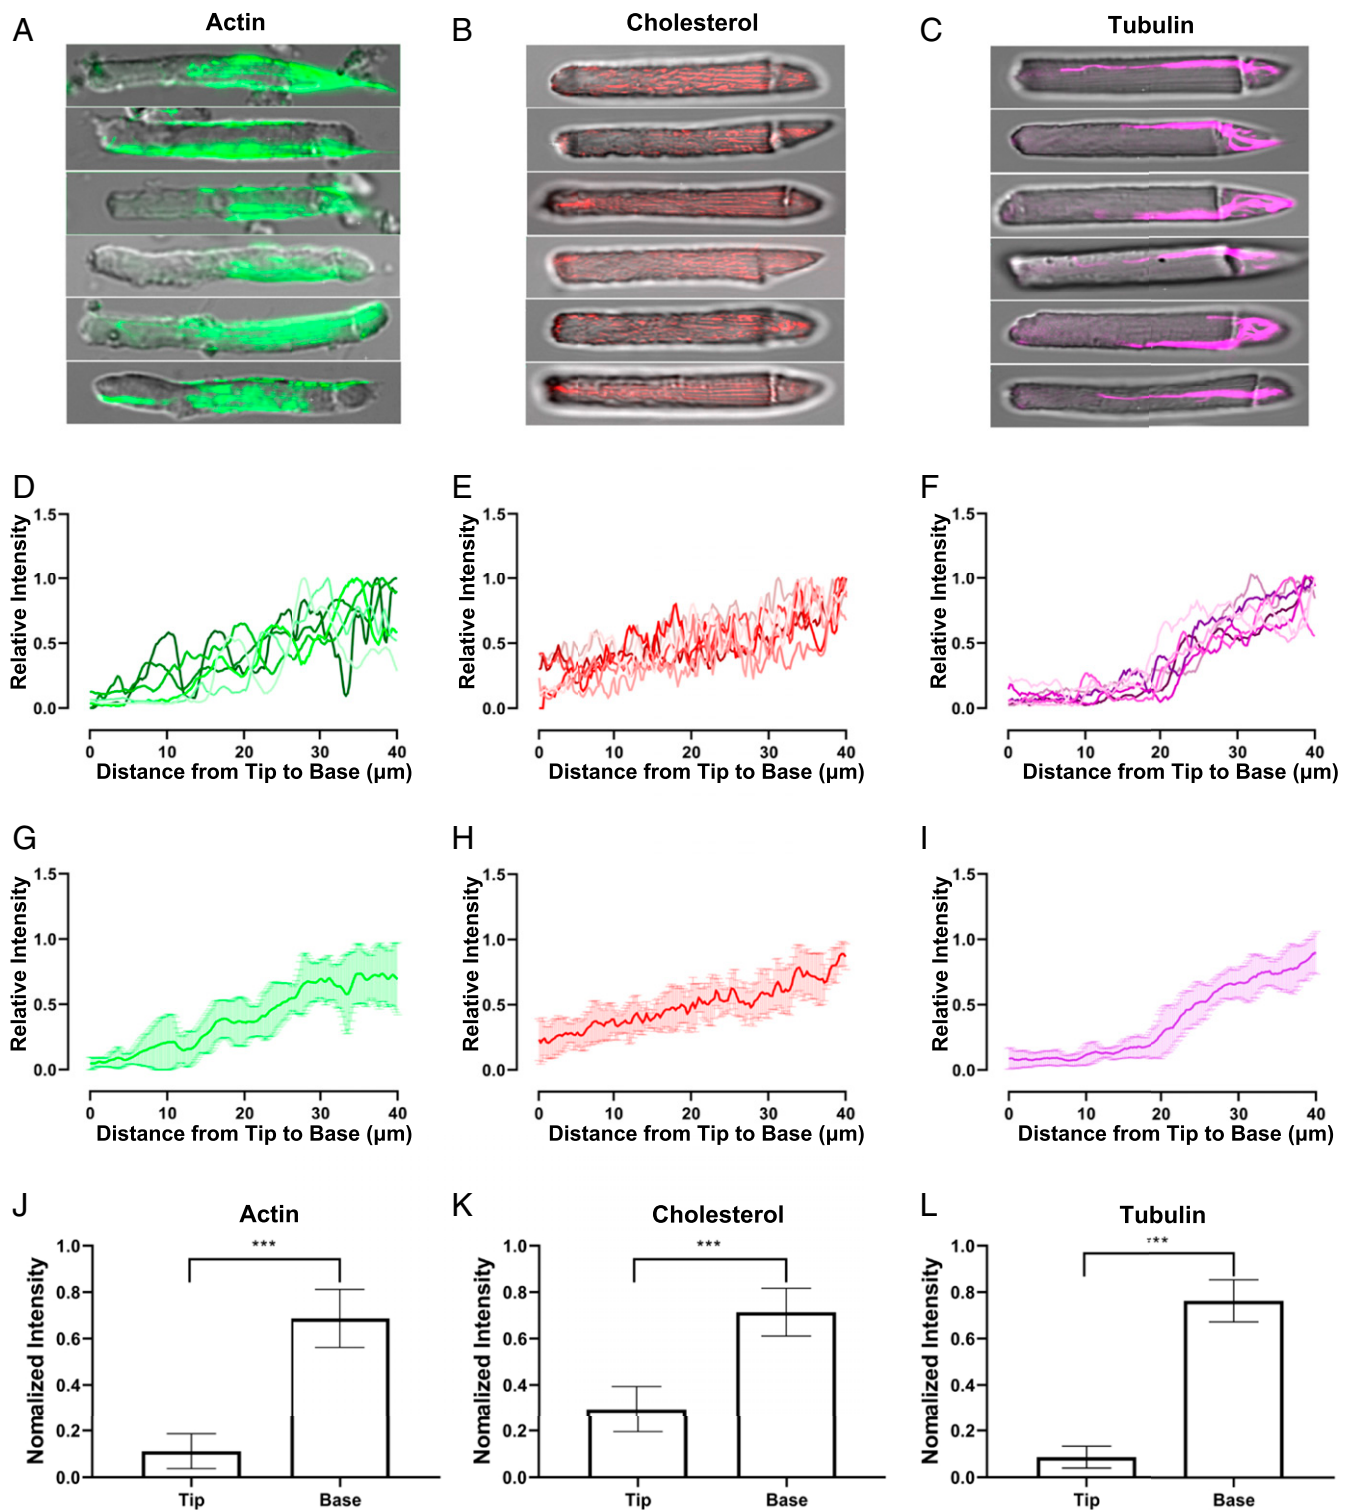 A Actin B Cholesterol C Tubulin
D E F
1.5 1.5 1.5
1.0 1.0 1.0
0.5 0.5 0.5
0.0 0.0 0.0
Relative Intensity Relative Intensity Relative Intensity
0 10 20 30 40 0 10 20 30 40 0 10 20 30 40
Distance from Tip to Base (µm) Distance from Tip to Base (µm) Distance from Tip to Base (µm)
G H I
1.5 1.5 1.5
1.0 1.0 1.0
0.5 0.5 0.5
0.0 0.0 0.0
Relative Intensity Relative Intensity Relative Intensity
0 10 20 30 40 0 10 20 30 40 0 10 20 30 40
Distance from Tip to Base (µm) Distance from Tip to Base (µm) Distance from Tip to Base (µm)
J Actin K Cholesterol L Tubulin
*** *** ***
1.0 1.0 1.0
0.8 0.8 0.8
0.6 0.6 0.6
0.4 0.4 0.4
0.2 0.2 0.2
0.0 0.0 0.0
Nomalized Intensity Nomalized Intensity Nomalized Intensity
Tip Base Tip Base Tip Base